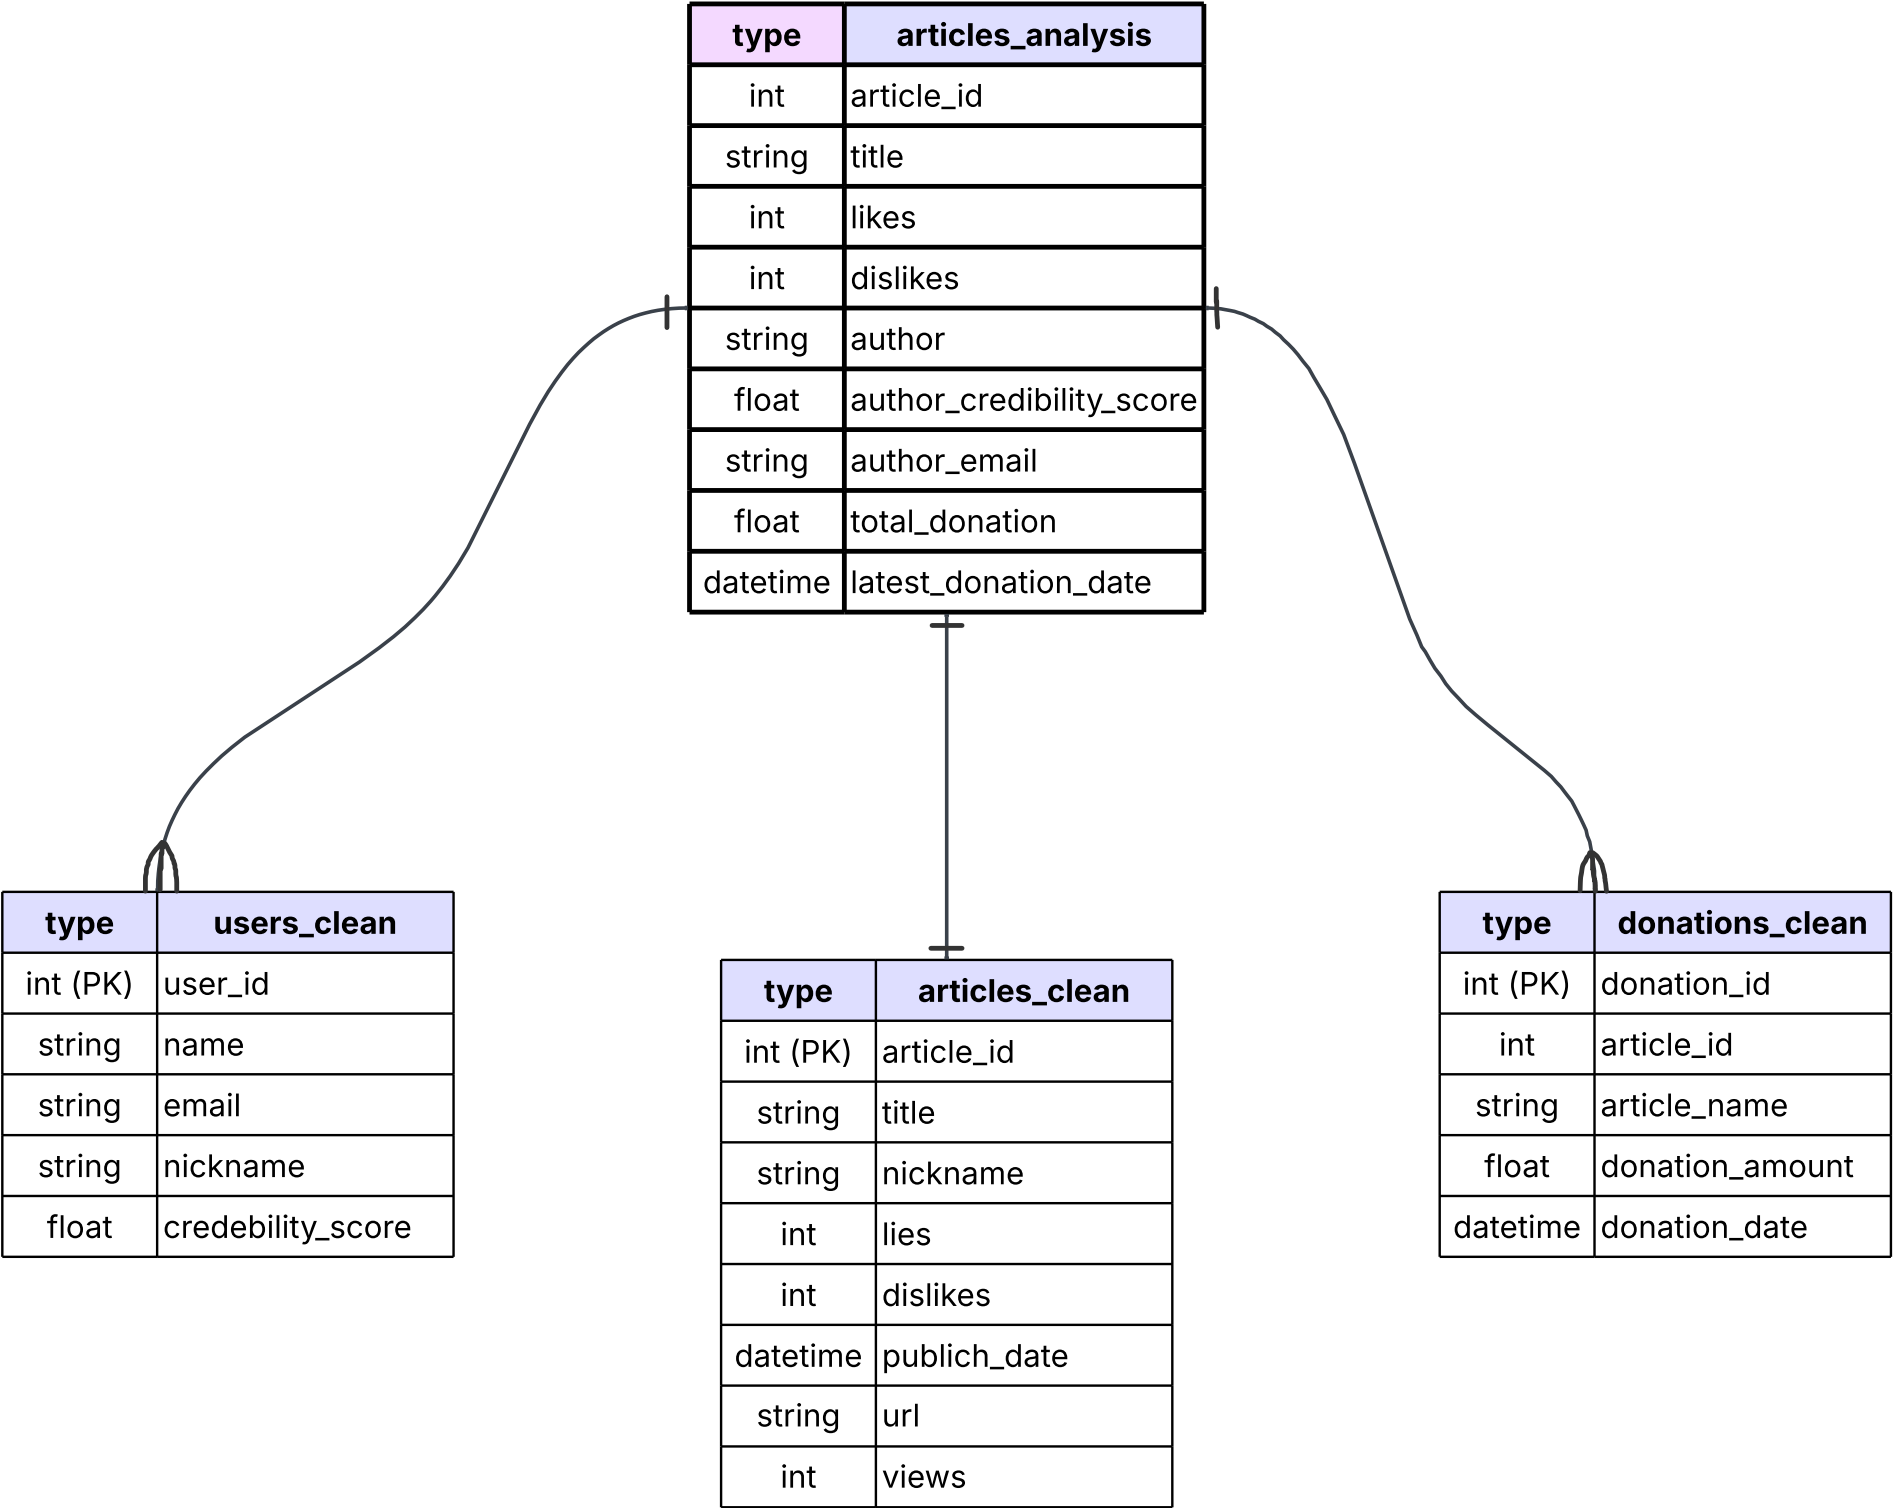 type articles_analysis
int article_id
string title
int likes
int dislikes
string author
float author_credibility_score
string author_email
float total_donation
datetime latest_donation_date
type users_clean
int (PK) user_id
string name
string email
string nickname
float credebility_score
type articles_clean
int (PK) article_id
string title
string nickname
int lies
int dislikes
datetime publich_date
string url
int views
type donations_clean
int (PK) donation_id
int article_id
string article_name
float donation_amount
datetime donation_date